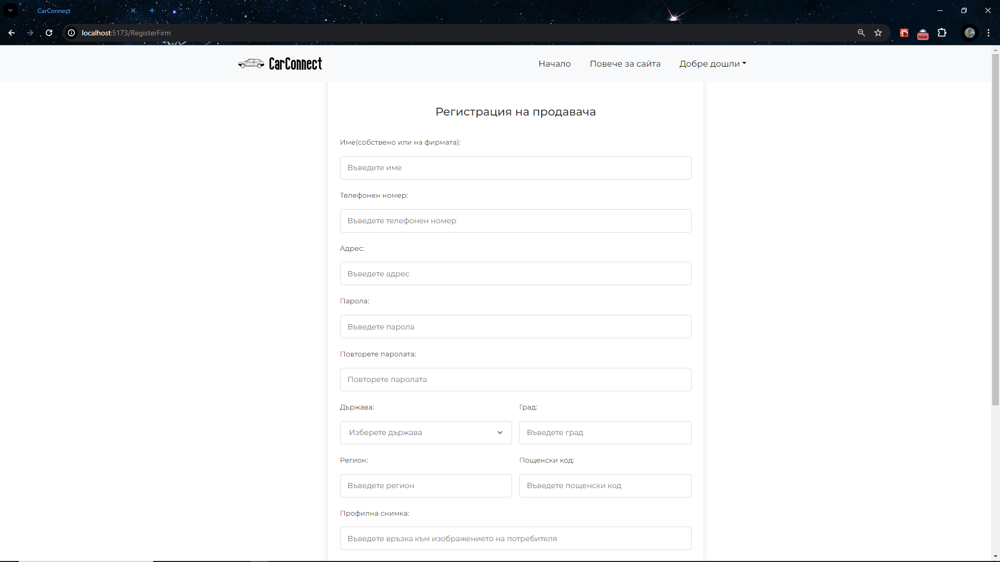 CarConnect
localhost:5173/RegisterFirm
new
CarConnect
Начало Повече за сайта Добре дошли
Регистрация на продавача
Име(собствено или на фирмата):
Въведете име
Телефонен номер:
Въведете телефонен номер
Адрес:
Въведете адрес
Парола:
Въведете парола
Повторете паролата:
Повторете паролата
Държава: Град:
Изберете държава Въведете град
Регион: Пощенски код:
Въведете регион Въведете пощенски код
Профилна снимка:
Въведете връзка към изображението на потребителя